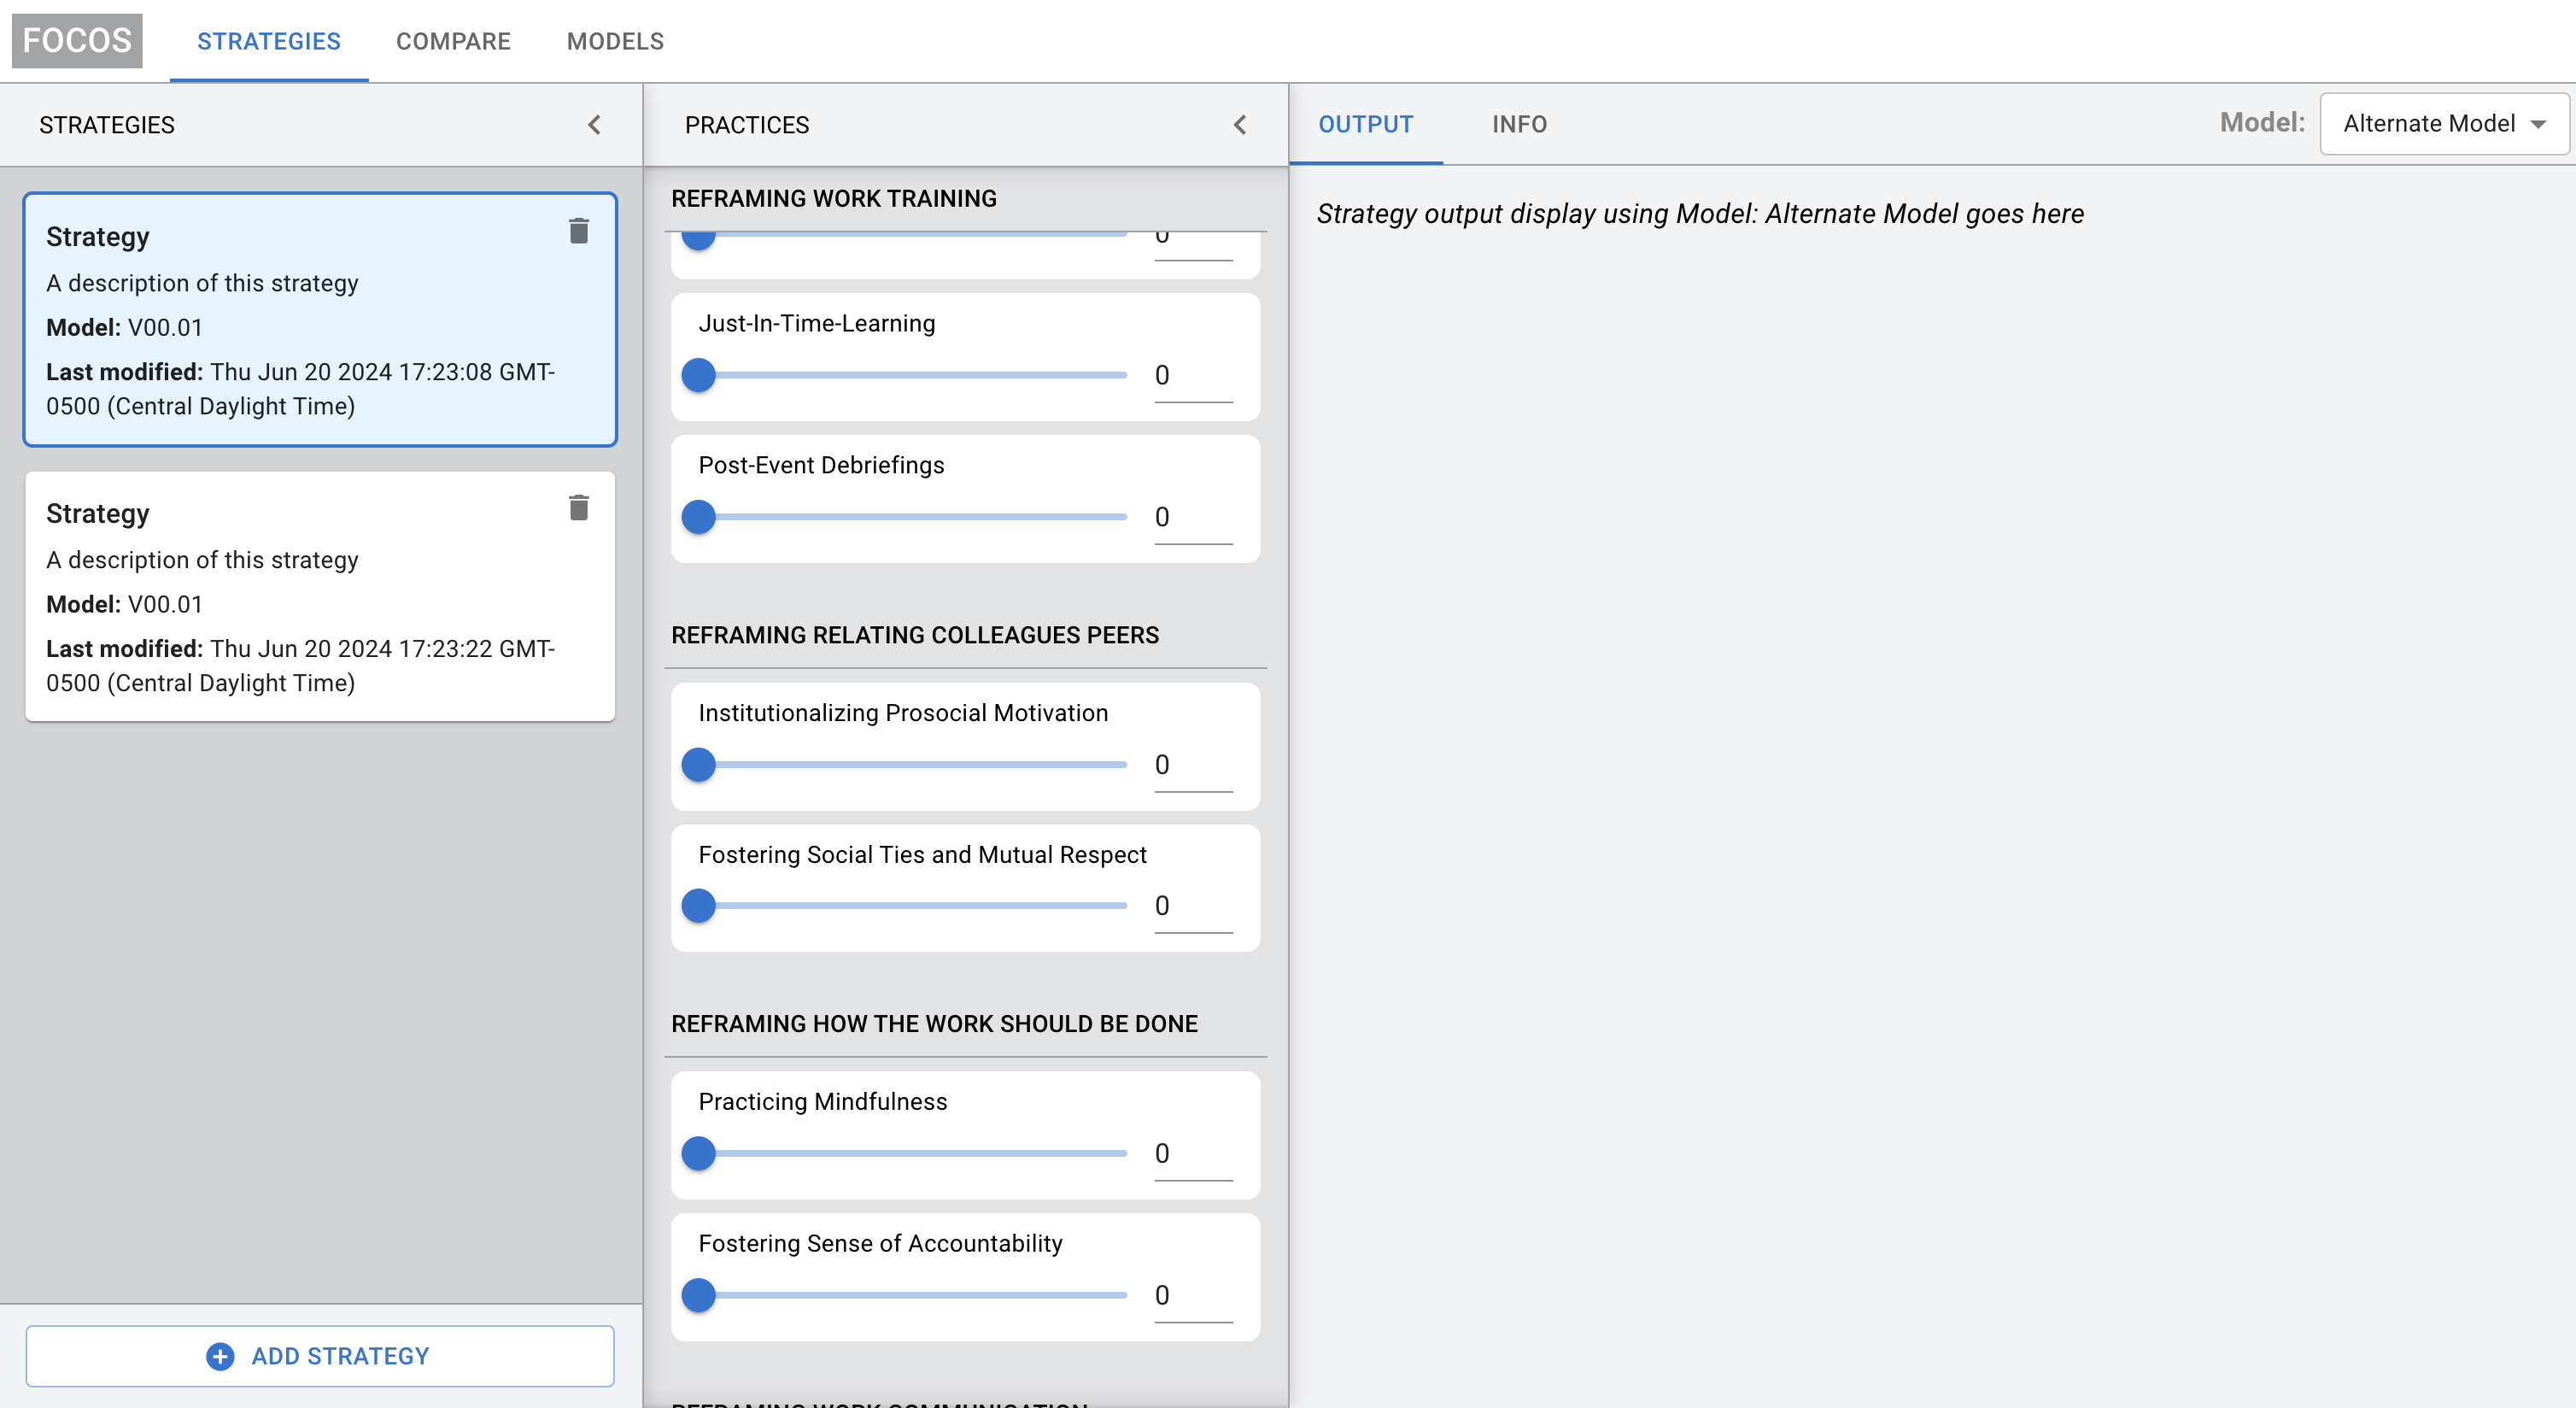 FOCOS
STRATEGIES
COMPARE
MODELS
STRATEGIES
Strategy
A description of this strategy
Model: V00.01
Last modified: Thu Jun 20 2024 17:23:08 GMT-
0500 (Central Daylight Time)
Strategy
A description of this strategy
Model: V00.01
Last modified: Thu Jun 20 2024 17:23:22 GMT-
0500 (Central Daylight Time)
ADD STRATEGY
PRACTICES
REFRAMING WORK TRAINING
0
Just-In-Time-Learning
0
Post-Event Debriefings
0
REFRAMING RELATING COLLEAGUES PEERS
Institutionalizing Prosocial Motivation
0
Fostering Social Ties and Mutual Respect
0
REFRAMING HOW THE WORK SHOULD BE DONE
Practicing Mindfulness
0
Fostering Sense of Accountability
0
REFRAMING WORK COMMUNICATION
OUTPUT
INFO
Model: Alternate Model
Strategy output display using Model: Alternate Model goes here